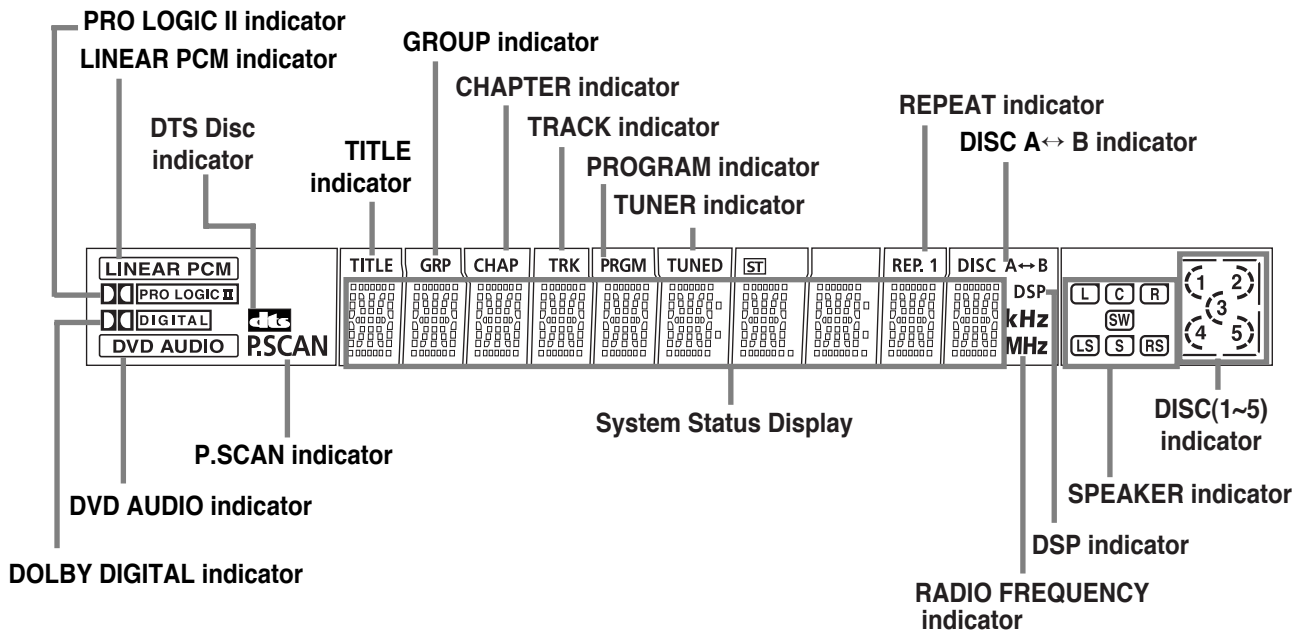 PRO LOGIC II indicator
LINEAR PCM indicator
GROUP indicator
CHAPTER indicator
REPEAT indicator
DTS Disc
indicator
TRACK indicator
DISC A↔ B indicator
TITLE
indicator
PROGRAM indicator
TUNER indicator
LINEAR PCM
TITLE GRP CHAP TRK PRGM TUNED ST REP. 1 DISC A↔B
PRO LOGIC II
DSP
L C R
1 2
3
DIGITAL
dts
kHz
SW
DVD AUDIO
P.SCAN
MHz
LS S RS
4 5
System Status Display
DISC(1~5)
indicator
P.SCAN indicator
SPEAKER indicator
DVD AUDIO indicator
DSP indicator
DOLBY DIGITAL indicator
RADIO FREQUENCY
indicator